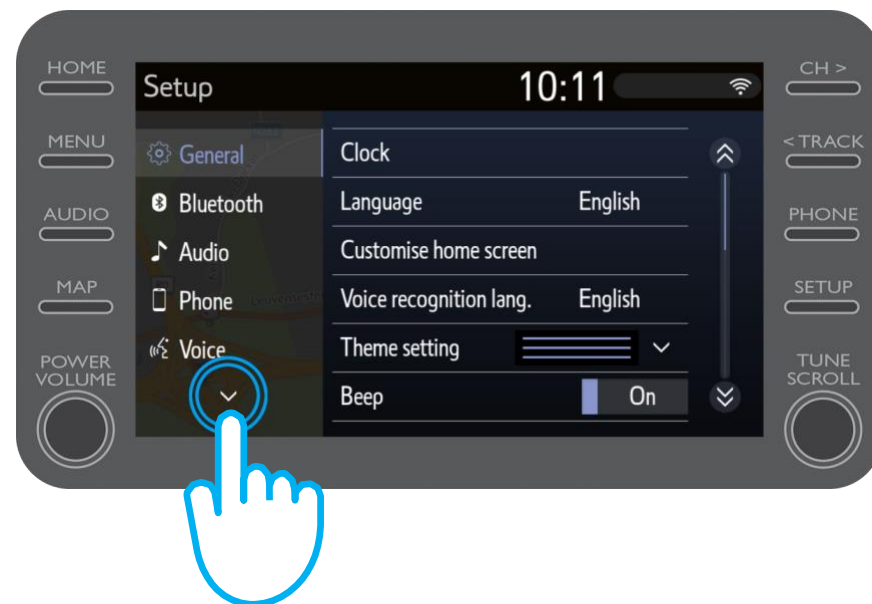 HOME
MENU
AUDIO
MAP
POWER
VOLUME
Setup 10:11
General
Bluetooth
Audio
Phone
Voice
Clock
Language English
Customise home screen
Voice recognition lang. English
Theme setting
Beep On
CH >
< TRACK
PHONE
SETUP
TUNE
SCROLL